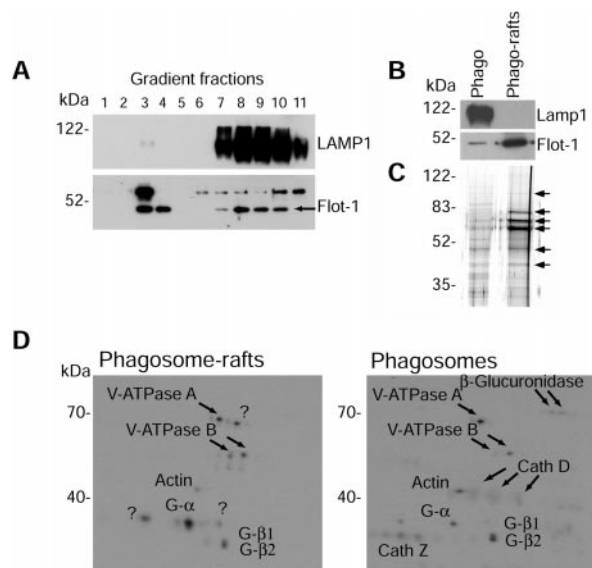 A
Gradient fractions
kDa 1 2 3 4 5 6 7 8 9 10 11
122- LAMP1
52- Flot-1
B
Phago Phago-rafts
kDa
122- Lamp1
52- Flot-1
C
122-
83-
52-
35-
D
Phagosome-rafts
kDa
V-ATPase A ?
70-
V-ATPase B
Actin
40-
? G-α ?
G-β1
G-β2
Phagosomes
β-Glucuronidase
V-ATPase A
70-
V-ATPase B
Cath D
Actin
40-
G-α
G-β1
Cath Z G-β2